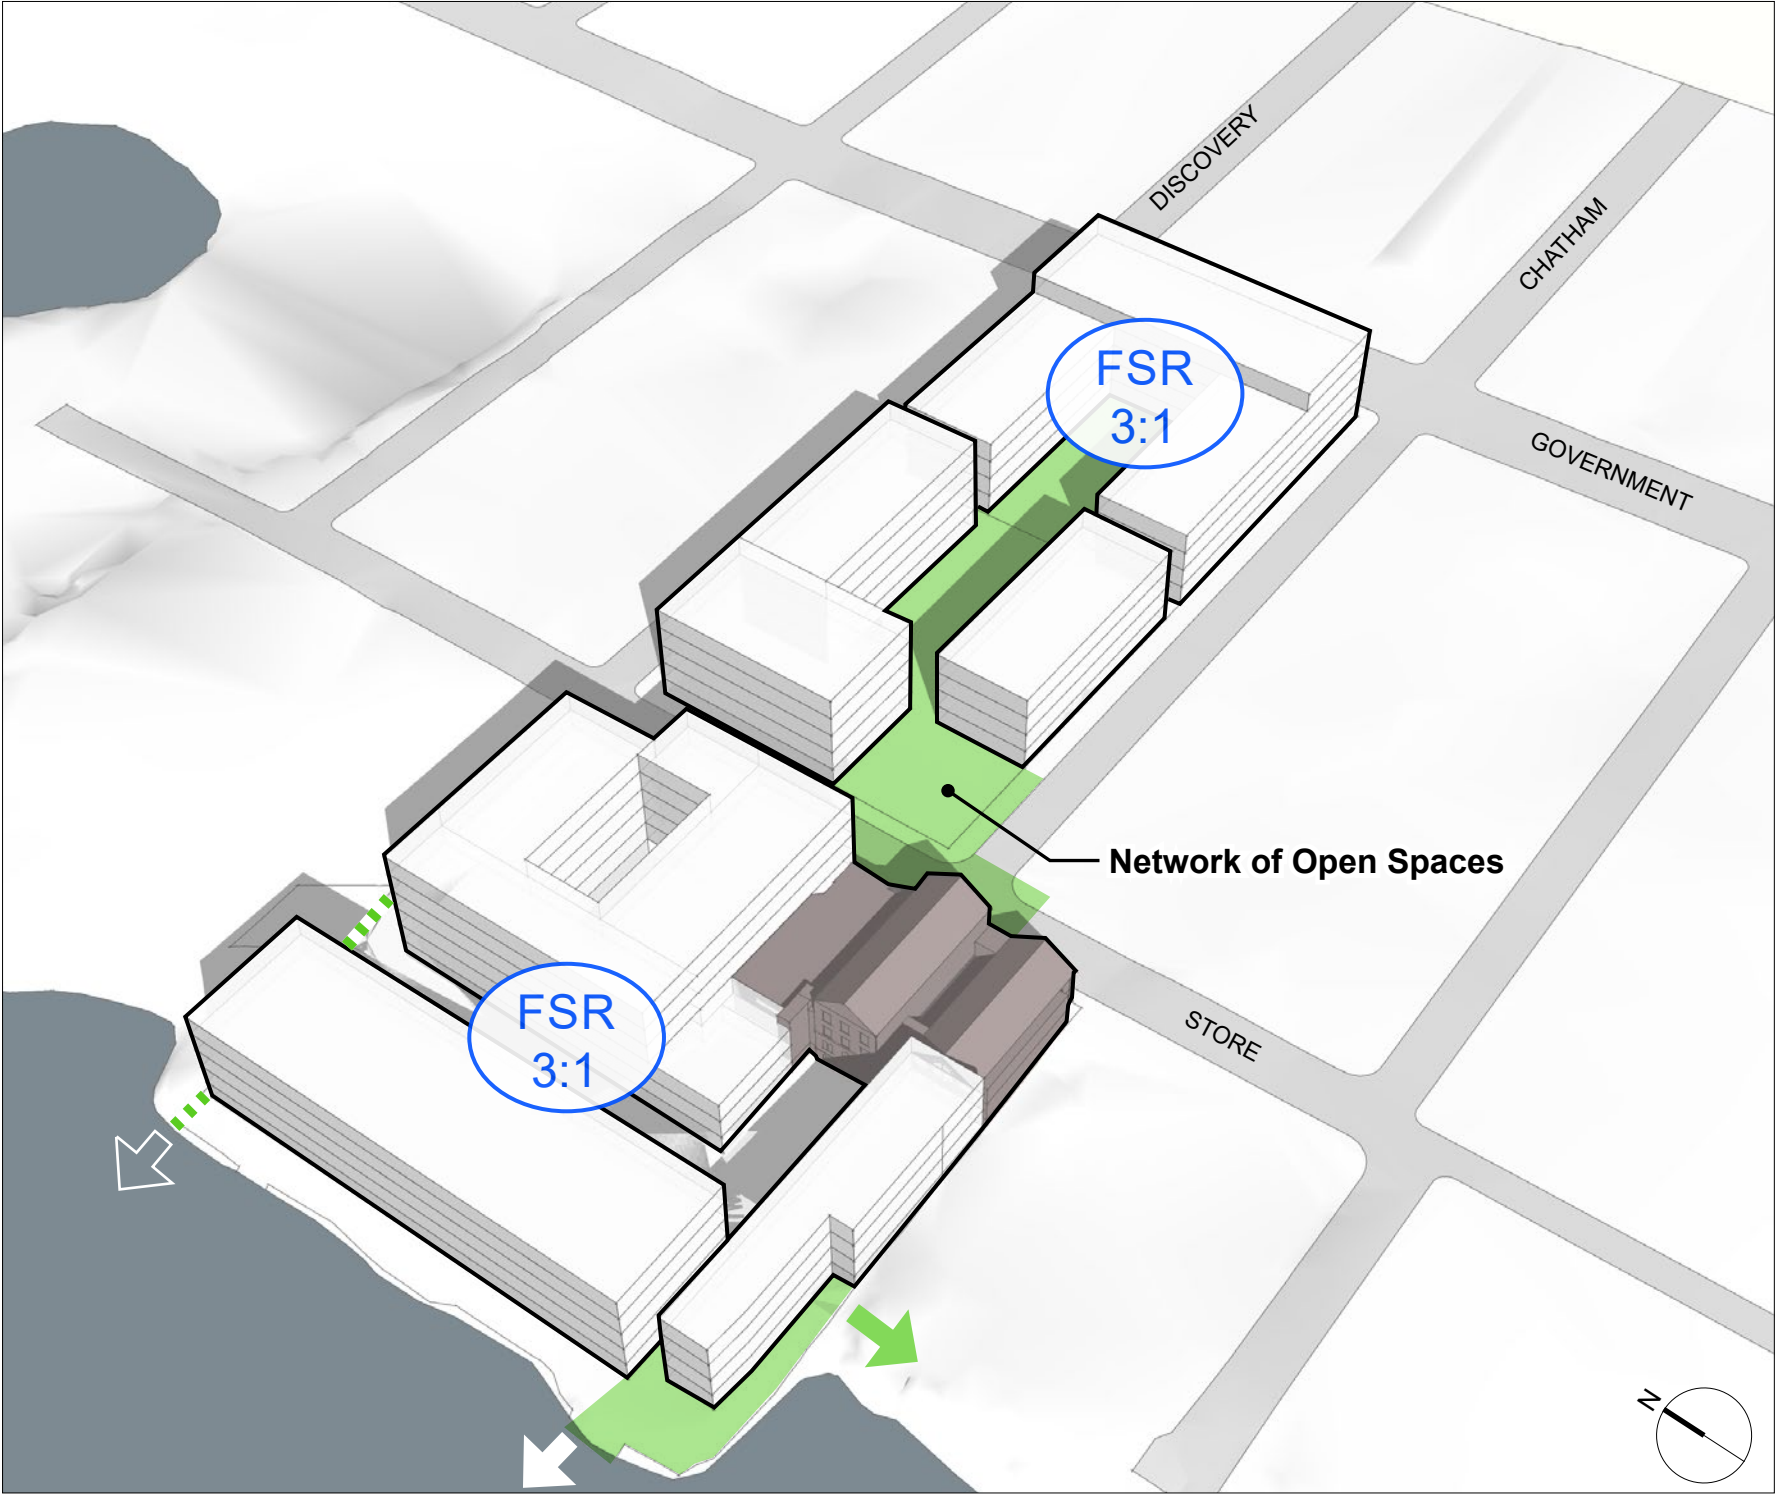 DISCOVERY
CHATHAM
FSR
3:1
GOVERNMENT
Network of Open Spaces
FSR
3:1
STORE
N